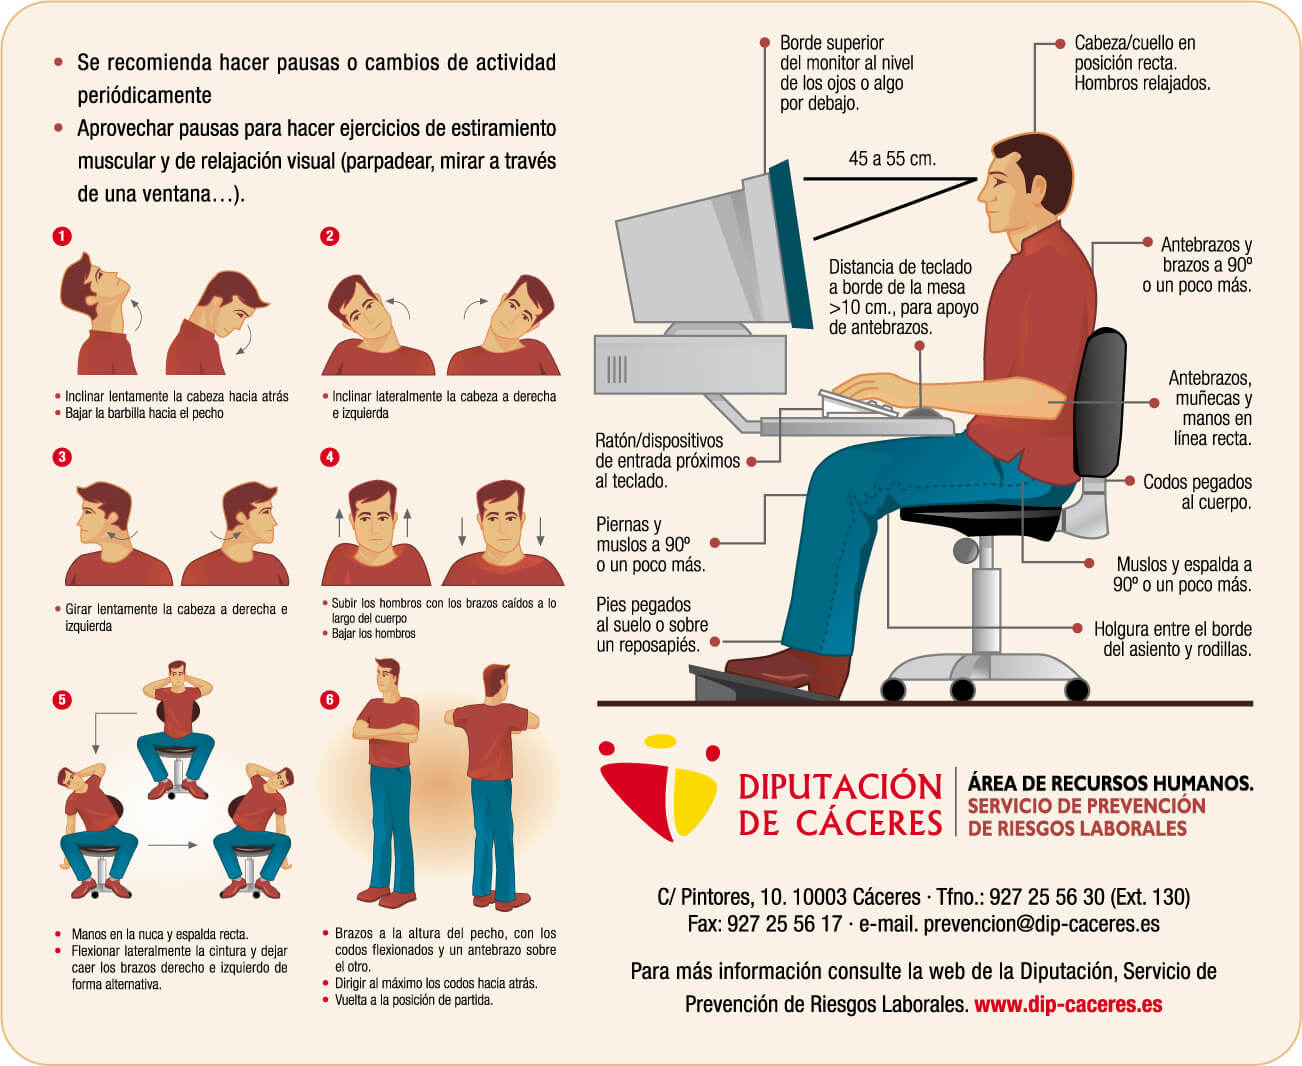 • Se recomienda hacer pausas o cambios de actividad
periódicamente
• Aprovechar pausas para hacer ejercicios de estiramiento
muscular y de relajación visual (parpadear, mirar a través
de una ventana…).
1
• Inclinar lentamente la cabeza hacia atrás
• Bajar la barbilla hacia el pecho
2
• Inclinar lateralmente la cabeza a derecha
e izquierda
3
• Girar lentamente la cabeza a derecha e
izquierda
4
• Subir los hombros con los brazos caídos a lo
largo del cuerpo
• Bajar los hombros
5
• Manos en la nuca y espalda recta.
• Flexionar lateralmente la cintura y dejar
caer los brazos derecho e izquierdo de
forma alternativa.
6
• Brazos a la altura del pecho, con los
codos flexionados y un antebrazo sobre
el otro.
• Dirigir al máximo los codos hacia atrás.
• Vuelta a la posición de partida.
Borde superior
del monitor al nivel
de los ojos o algo
por debajo.
Cabeza/cuello en
posición recta.
Hombros relajados.
45 a 55 cm.
Distancia de teclado
a borde de la mesa
>10 cm., para apoyo
de antebrazos.
Antebrazos y
brazos a 90º
o un poco más.
Antebrazos,
muñecas y
manos en
línea recta.
Ratón/dispositivos
de entrada próximos
al teclado.
Codos pegados
al cuerpo.
Piernas y
muslos a 90º
o un poco más.
Muslos y espalda a
90º o un poco más.
Pies pegados
al suelo o sobre
un reposapiés.
Holgura entre el borde
del asiento y rodillas.
DIPUTACIÓN
DE CÁCERES
ÁREA DE RECURSOS HUMANOS.
SERVICIO DE PREVENCIÓN
DE RIESGOS LABORALES
C/ Pintores, 10. 10003 Cáceres · Tfno.: 927 25 56 30 (Ext. 130)
Fax: 927 25 56 17 · e-mail. prevencion@dip-caceres.es
Para más información consulte la web de la Diputación, Servicio de
Prevención de Riesgos Laborales. www.dip-caceres.es